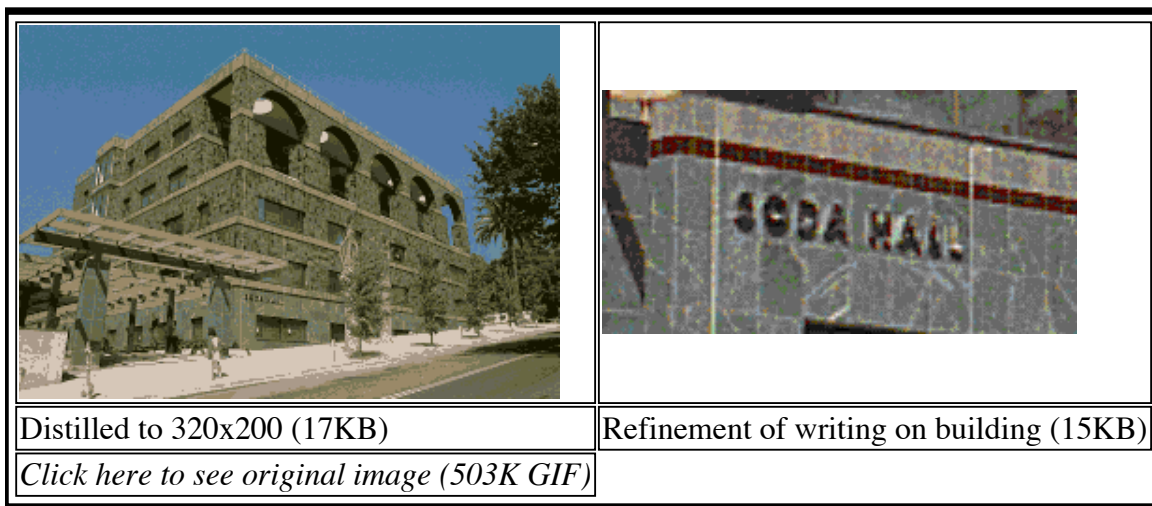 SODA HALL
Distilled to 320x200 (17KB)
Refinement of writing on building (15KB)
Click here to see original image (503K GIF)